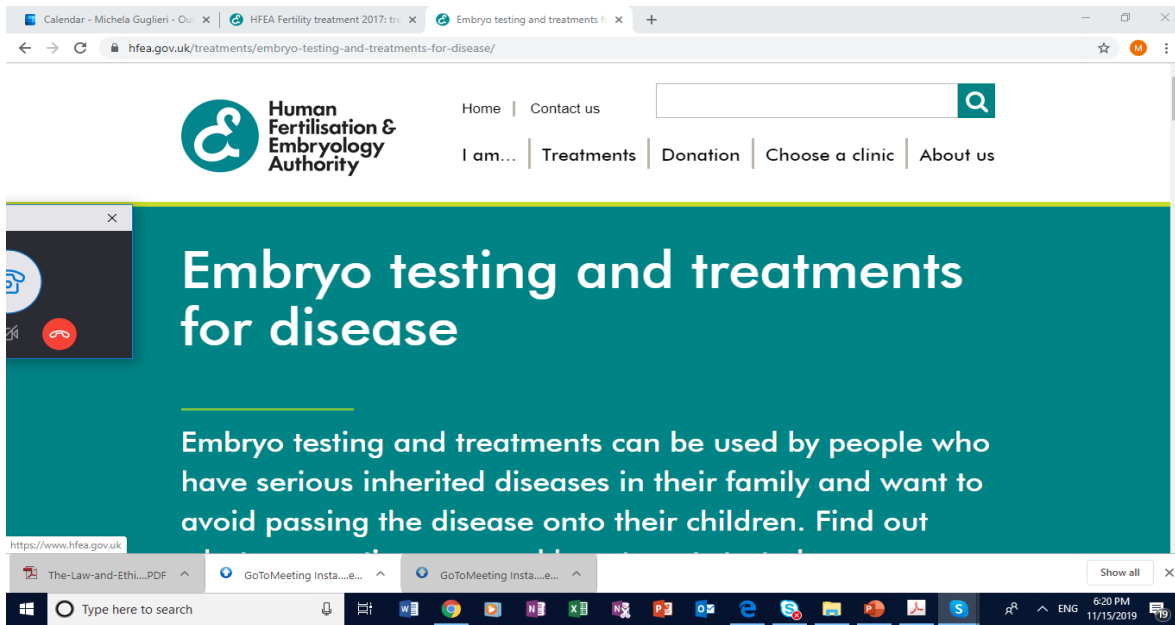 Calendar - Michela Guglieri - Out
HFEA Fertility treatment 2017: tre
Embryo testing and treatments f
hfea.gov.uk/treatments/embryo-testing-and-treatments-for-disease/
M
Human
Fertilisation &
Embryology
Authority
Home | Contact us
I am... | Treatments | Donation | Choose a clinic | About us
Embryo testing and treatments
for disease
Embryo testing and treatments can be used by people who
have serious inherited diseases in their family and want to
avoid passing the disease onto their children. Find out
https://www.hfea.gov.uk
The-Law-and-Ethi....PDF
GoToMeeting Insta....e...
GoToMeeting Insta....e...
Show all
Type here to search
ENG
6:20 PM
11/15/2019
19